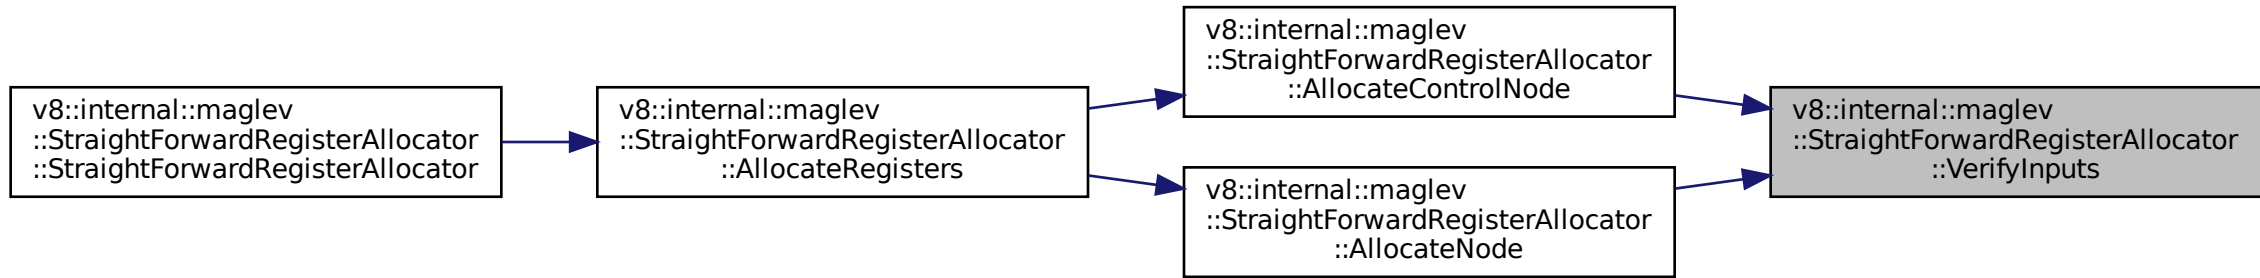 v8::internal::maglev
::StraightForwardRegisterAllocator
::StraightForwardRegisterAllocator
v8::internal::maglev
::StraightForwardRegisterAllocator
::AllocateRegisters
v8::internal::maglev
::StraightForwardRegisterAllocator
::AllocateControlNode
v8::internal::maglev
::StraightForwardRegisterAllocator
::AllocateNode
v8::internal::maglev
::StraightForwardRegisterAllocator
::VerifyInputs